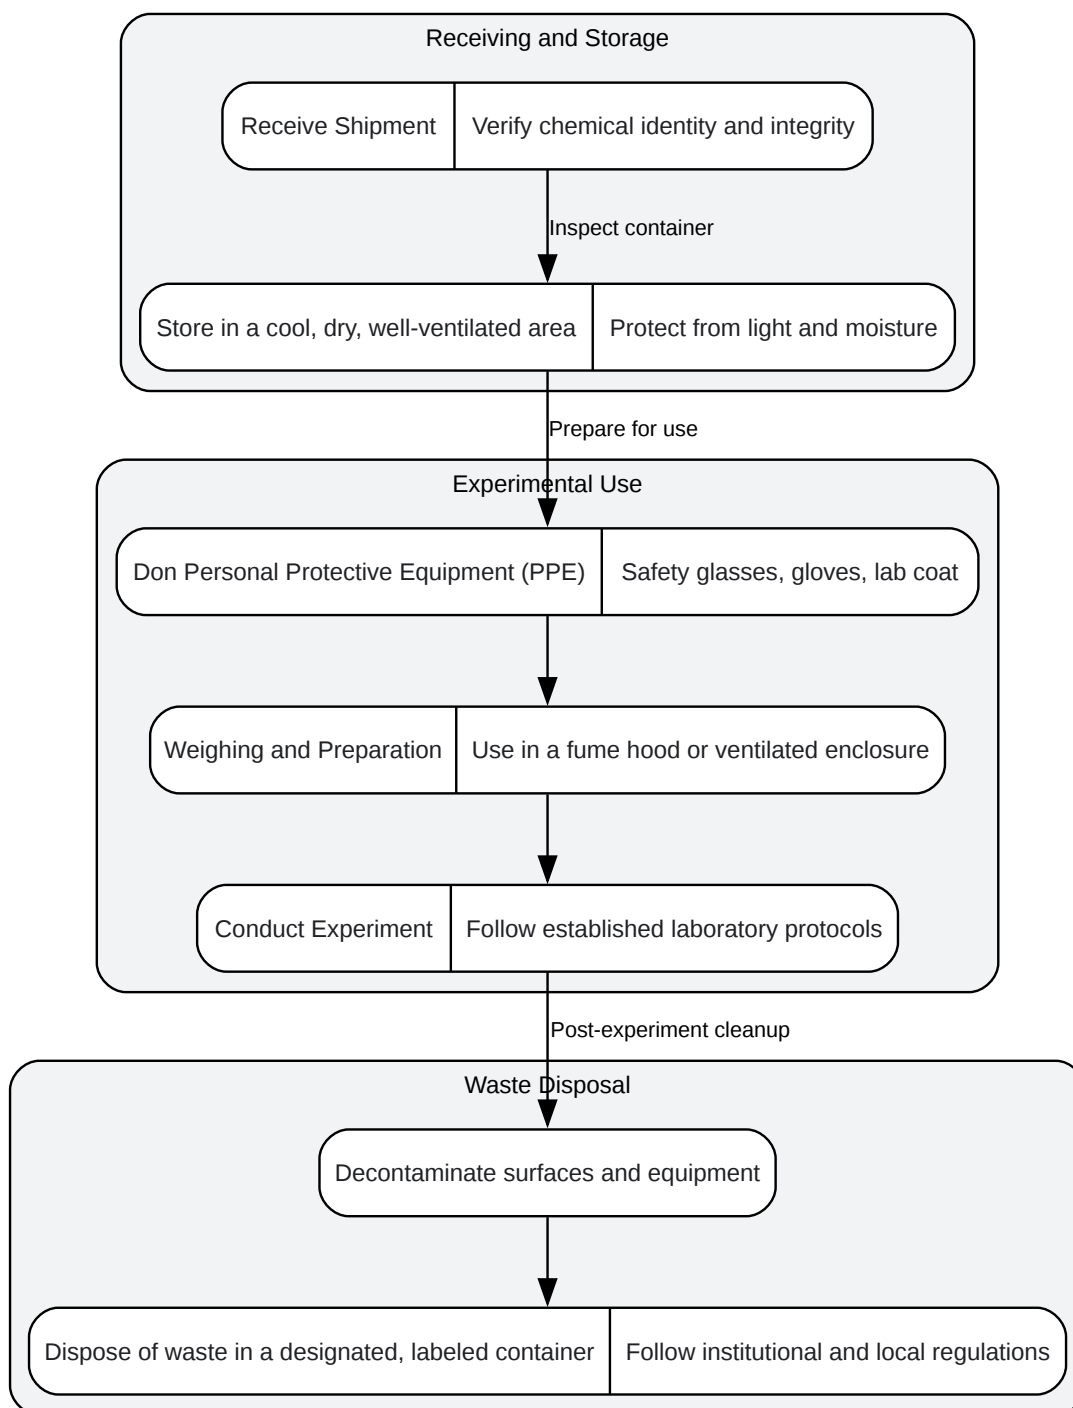 Receiving and Storage
Receive Shipment
Verify chemical identity and integrity
Inspect container
Store in a cool, dry, well-ventilated area
Protect from light and moisture
Prepare for use
Experimental Use
Don Personal Protective Equipment (PPE)
Safety glasses, gloves, lab coat
Weighing and Preparation
Use in a fume hood or ventilated enclosure
Conduct Experiment
Follow established laboratory protocols
Post-experiment cleanup
Waste Disposal
Decontaminate surfaces and equipment
Dispose of waste in a designated, labeled container
Follow institutional and local regulations